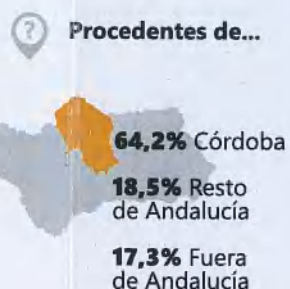 ?
Procedentes de...
64,2% Córdoba
18,5% Resto
de Andalucía
17,3% Fuera
de Andalucía